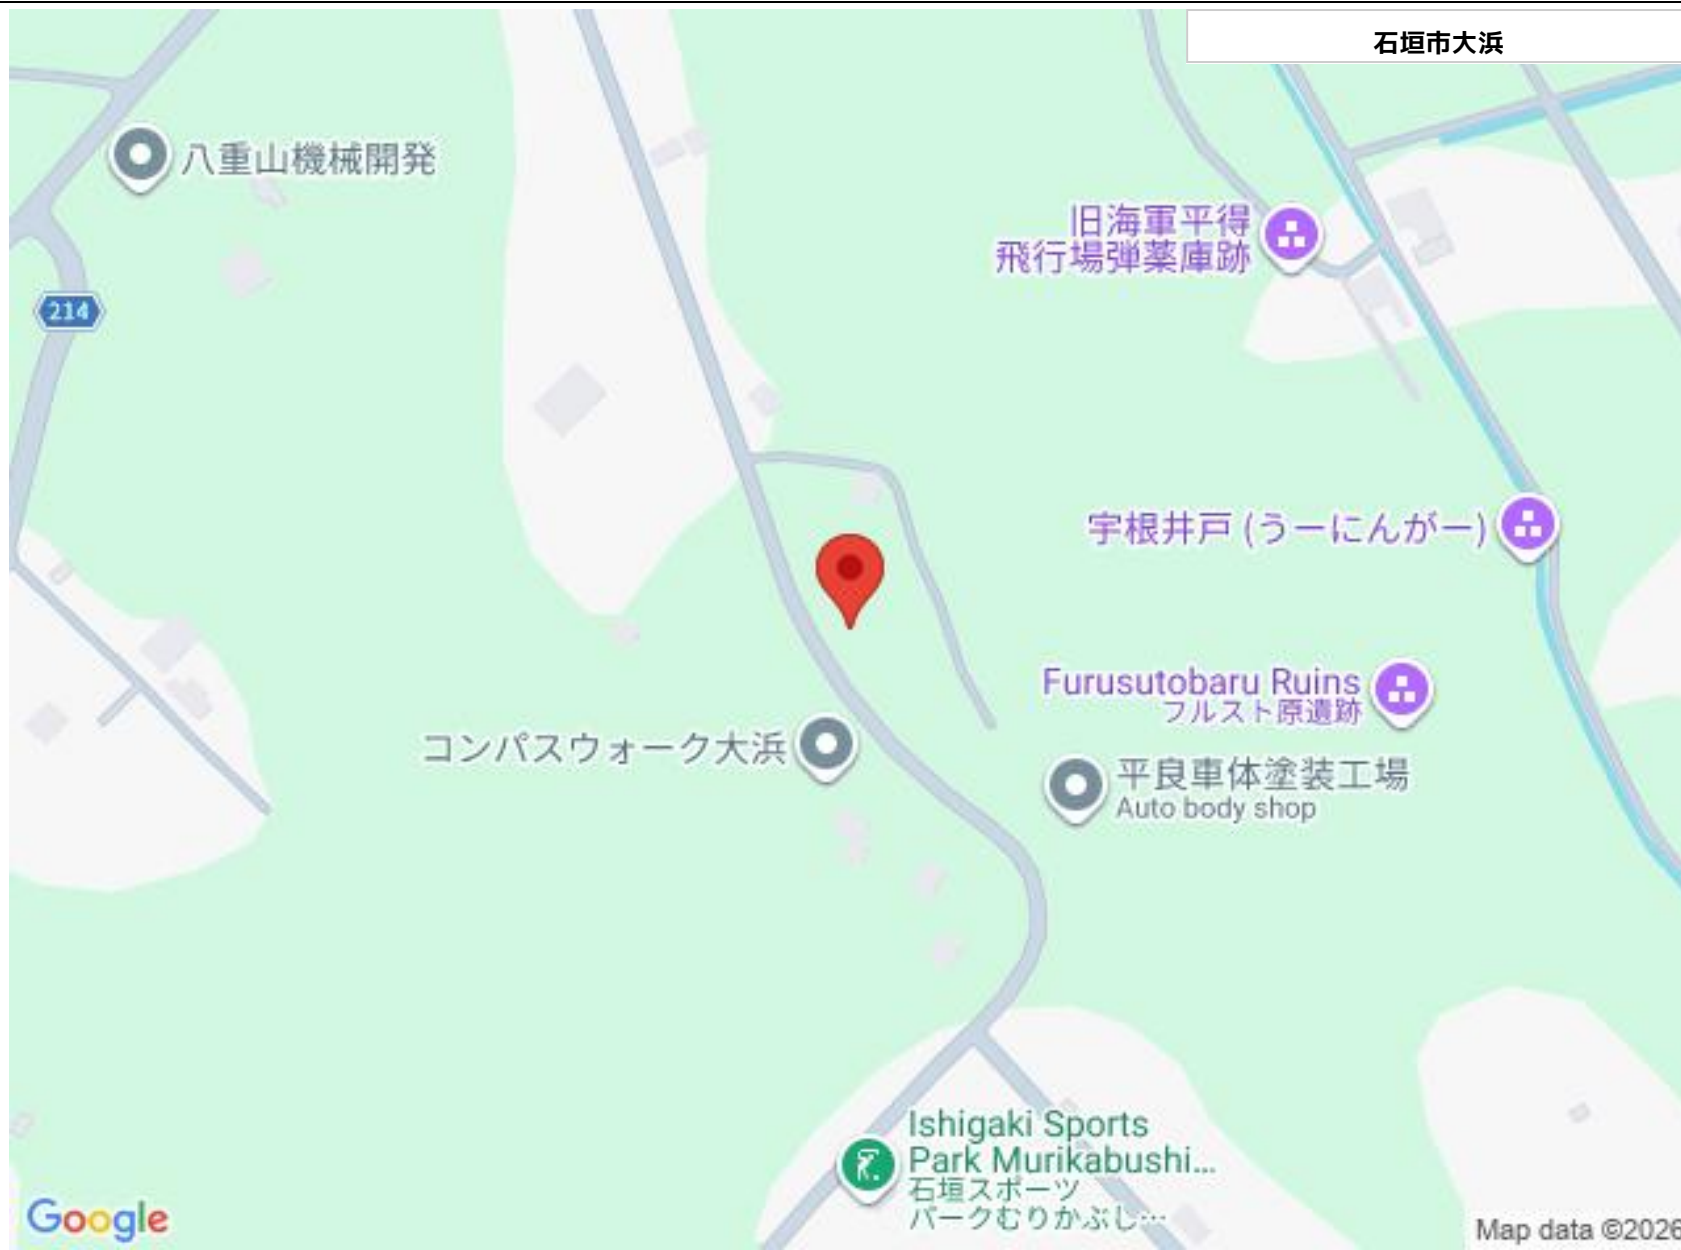 石垣市大浜
八重山機械開発
旧海軍平得
飛行場弾薬庫跡
214
宇根井戸 (うーにんがー)
Furusutobaru Ruins
フルスト原遺跡
コンパスウォーク大浜
平良車体塗装工場
Auto body shop
Ishigaki Sports
Park Murikabushi...
石垣スポーツ
パークむりかぶし…
Google
Map data ©2026